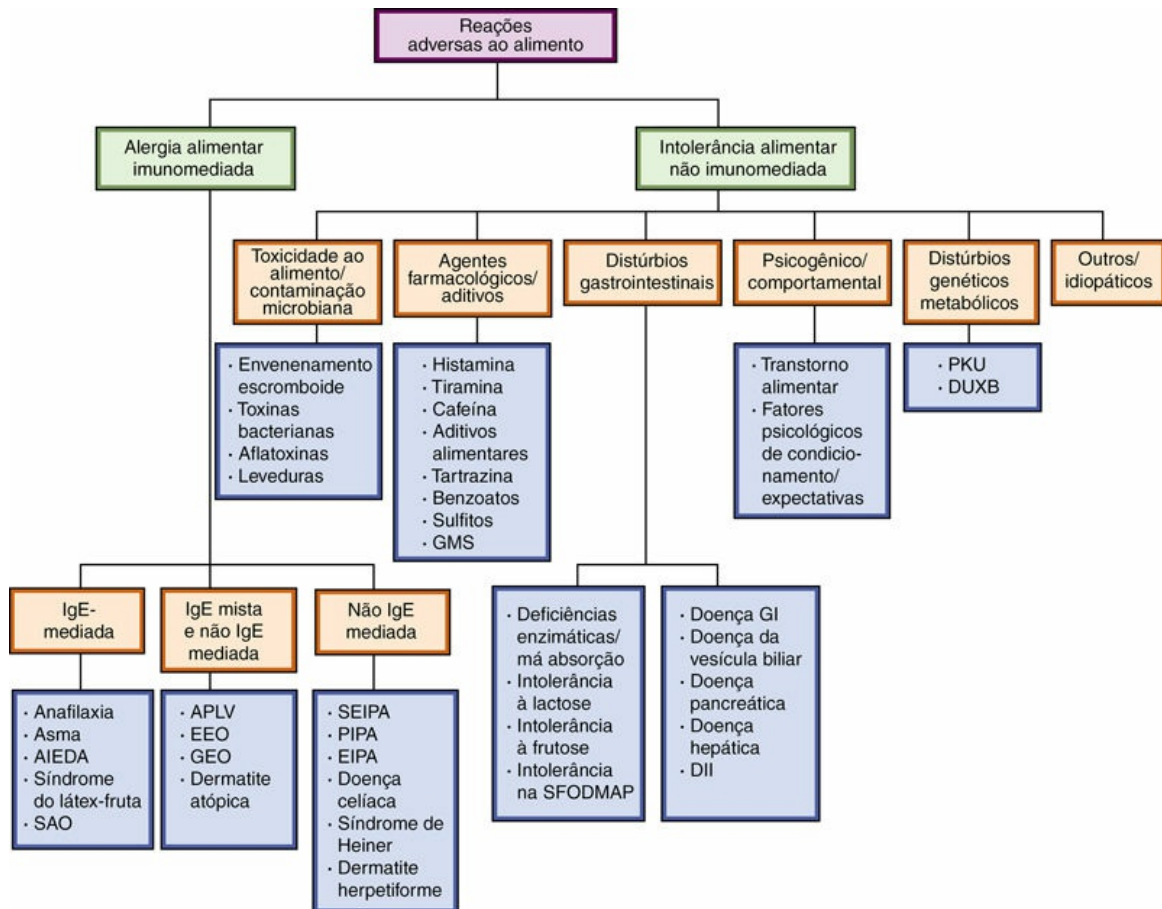 Reações
adversas ao alimento
Alergia alimentar
imunomediada
Intolerância alimentar
não imunomediada
Toxicidade ao
alimento/
contaminação
microbiana
Agentes
farmacológicos/
aditivos
Distúrbios
gastrointestinais
Psicogênico/
comportamental
Distúrbios
genéticos
metabólicos
Outros/
idiopáticos
· Envenenamento
escromboide
· Toxinas
bacterianas
· Aflatoxinas
· Leveduras
· Histamina
· Tiramina
· Cafeína
· Aditivos
alimentares
· Tartrazina
· Benzoatos
· Sulfitos
· GMS
· Transtorno
alimentar
· Fatores
psicológicos
de condicio-
namento/
expectativas
· PKU
· DUXB
IgE-
mediada
IgE mista
e não IgE
mediada
Não IgE
mediada
· Anafilaxia
· Asma
· AIEDA
· Síndrome
do látex-fruta
· SAO
· APLV
· EEO
· GEO
· Dermatite
atópica
· SEIPA
· PIPA
· EIPA
· Doença
celíaca
· Síndrome de
Heiner
· Dermatite
herpetiforme
· Deficiências
enzimáticas/
má absorção
· Intolerância
à lactose
· Intolerância
à frutose
· Intolerância
na SFODMAP
· Doença GI
· Doença da
vesícula biliar
· Doença
pancreática
· Doença
hepática
· DII